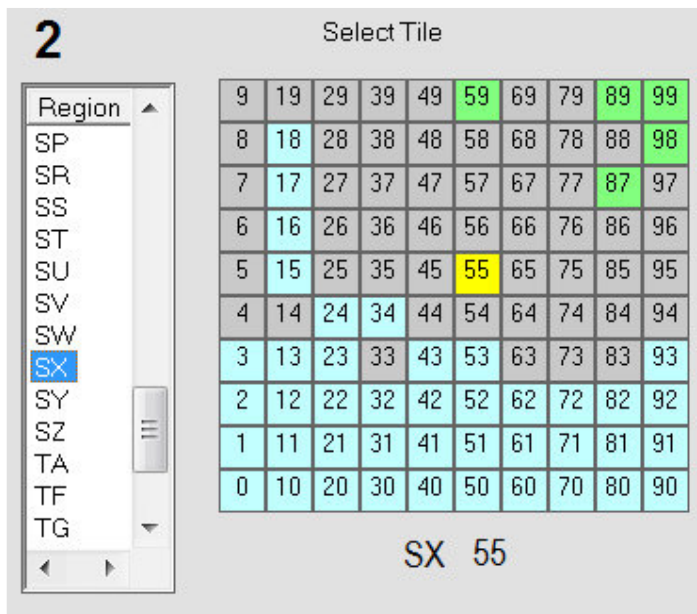 2
Select Tile
Region
SP
SR
SS
ST
SU
SV
SW
SX
SY
SZ
TA
TF
TG
9 19 29 39 49 59 69 79 89 99
8 18 28 38 48 58 68 78 88 98
7 17 27 37 47 57 67 77 87 97
6 16 26 36 46 56 66 76 86 96
5 15 25 35 45 55 65 75 85 95
4 14 24 34 44 54 64 74 84 94
3 13 23 33 43 53 63 73 83 93
2 12 22 32 42 52 62 72 82 92
1 11 21 31 41 51 61 71 81 91
0 10 20 30 40 50 60 70 80 90
SX 55